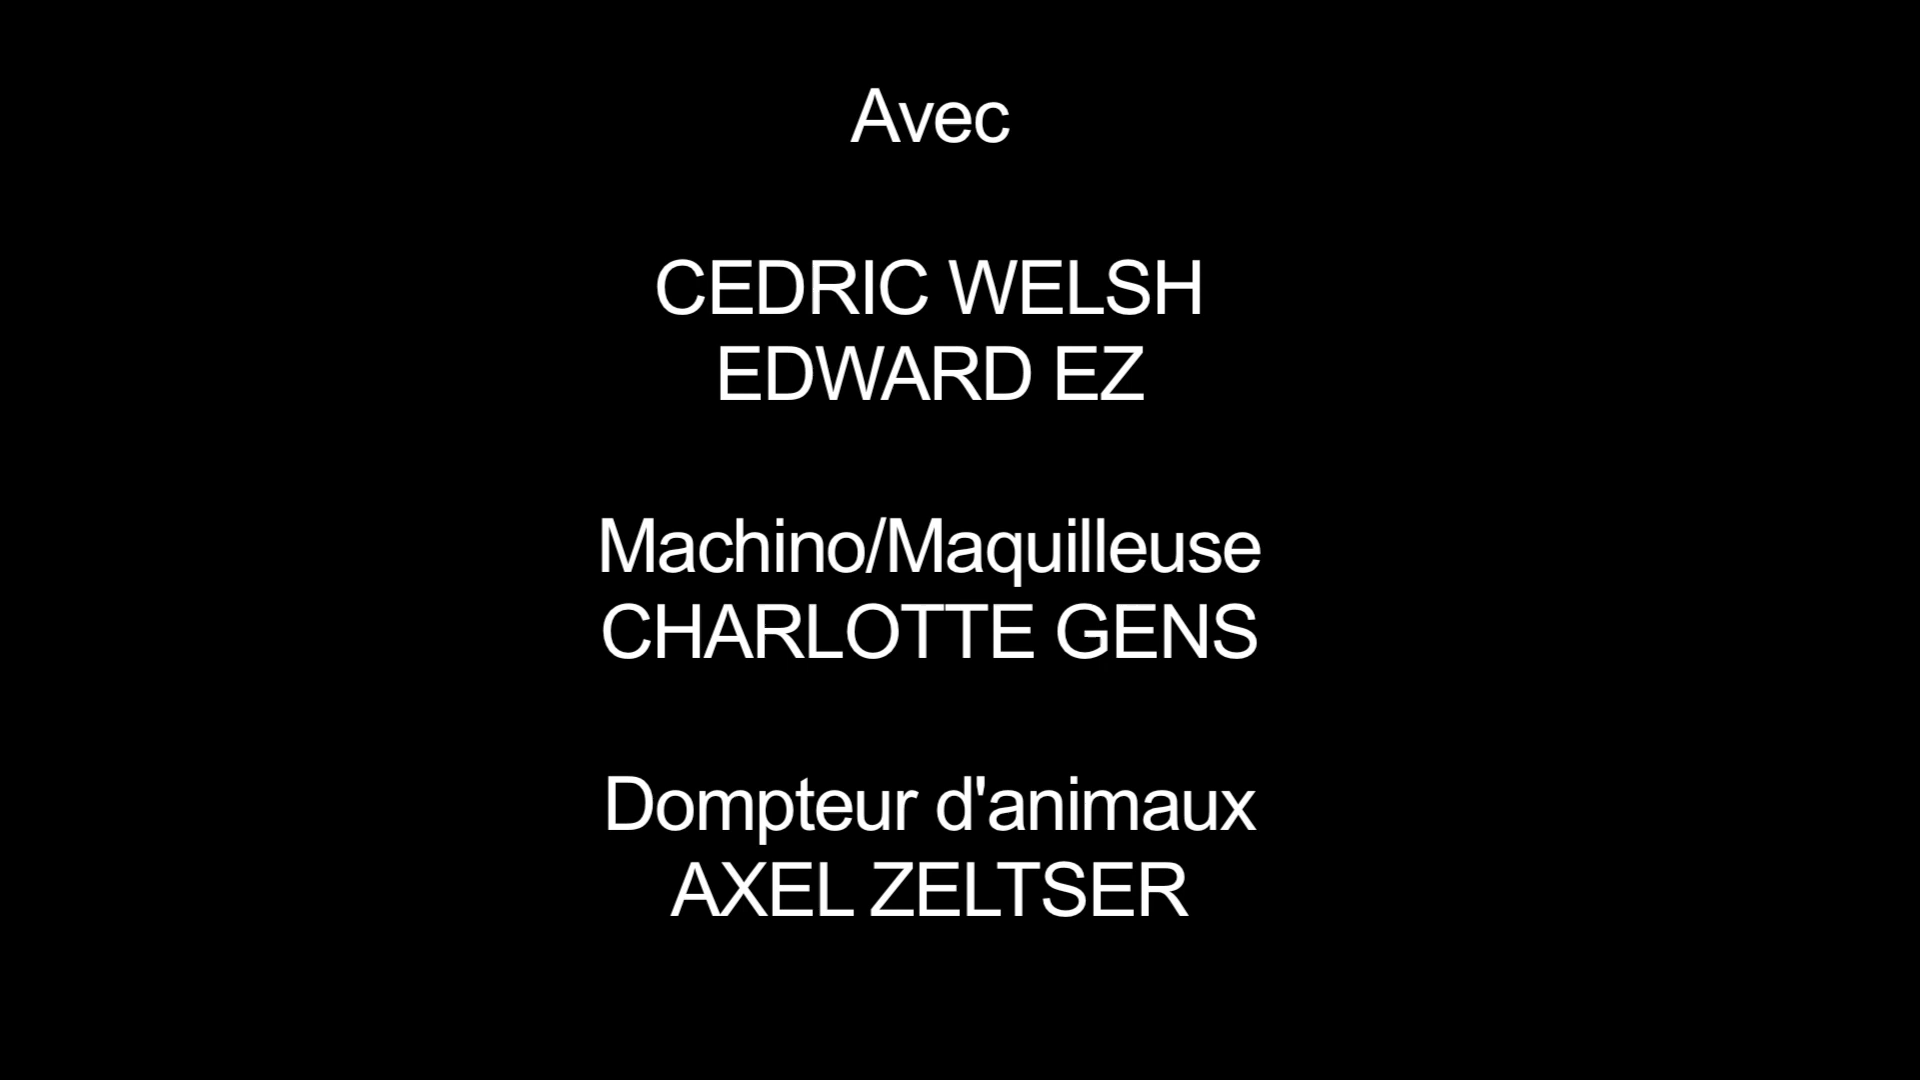 Avec
CEDRIC WELSH
EDWARD EZ
Machino/Maquilleuse
CHARLOTTE GENS
Dompteur d'animaux
AXEL ZELTSER